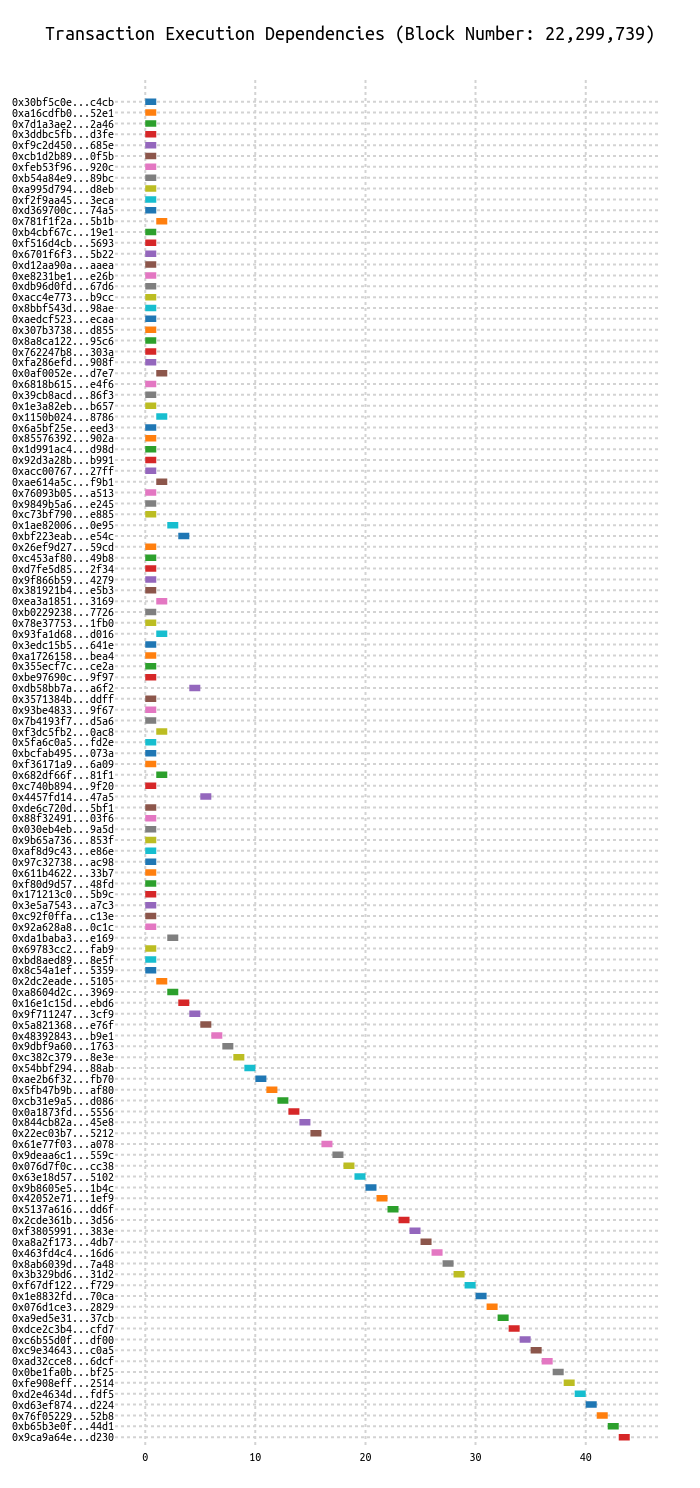 Transaction Execution Dependencies (Block Number: 22,299,739)
0x30bf5c0e...c4cb
0xa16cdfb0...52e1
0x7d1a3ae2...2a46
0x3ddbc5fb...d3fe
0xf9c2d450...685e
0xcb1d2b89...0f5b
0xfeb53f96...920c
0xb54a84e9...89bc
0xa995d794...d8eb
0xf2f9aa45...3eca
0xd369700c...74a5
0x781f1f2a...5b1b
0xb4cbf67c...19e1
0xf516d4cb...5693
0x6701f6f3...5b22
0xd12aa90a...aaea
0xe8231be1...e26b
0xdb96d0fd...67d6
0xacc4e773...b9cc
0x8bbf543d...98ae
0xaedcf523...ecaa
0x307b3738...d855
0x8a8ca122...95c6
0x762247b8...303a
0xfa286efd...908f
0x0af0052e...d7e7
0x6818b615...e4f6
0x39cb8acd...86f3
0x1e3a82eb...b657
0x1150b024...8786
0x6a5bf25e...eed3
0x85576392...902a
0x1d991ac4...d98d
0x92d3a28b...b991
0xacc00767...27ff
0xae614a5c...f9b1
0x76093b05...a513
0x9849b5a6...e245
0xc73bf790...e885
0x1ae82006...0e95
0xbf223eab...e54c
0x26ef9d27...59cd
0xc453af80...49b8
0xd7fe5d85...2f34
0x9f866b59...4279
0x381921b4...e5b3
0xea3a1851...3169
0xb0229238...7726
0x78e37753...1fb0
0x93fa1d68...d016
0x3edc15b5...641e
0xa1726158...bea4
0x355ecf7c...ce2a
0xbe97690c...9f97
0xdb58bb7a...a6f2
0x3571384b...ddff
0x93be4833...9f67
0x7b4193f7...d5a6
0xf3dc5fb2...0ac8
0x5fa6c0a5...fd2e
0xbcfab495...073a
0xf36171a9...6a09
0x682df66f...81f1
0xc740b894...9f20
0x4457fd14...47a5
0xde6c720d...5bf1
0x88f32491...03f6
0x030eb4eb...9a5d
0x9b65a736...853f
0xaf8d9c43...e86e
0x97c32738...ac98
0x611b4622...33b7
0xf80d9d57...48fd
0x171213c0...5b9c
0x3e5a7543...a7c3
0xc92f0ffa...c13e
0x92a628a8...0c1c
0xda1baba3...e169
0x69783cc2...fab9
0xbd8aed89...8e5f
0x8c54a1ef...5359
0x2dc2eade...5105
0xa8604d2c...3969
0x16e1c15d...ebd6
0x9f711247...3cf9
0x5a821368...e76f
0x48392843...b9e1
0x9dbf9a60...1763
0xc382c379...8e3e
0x54bbf294...88ab
0xae2b6f32...fb70
0x5fb47b9b...af80
0xcb31e9a5...d086
0x0a1873fd...5556
0x844cb82a...45e8
0x22ec03b7...5212
0x61e77f03...a078
0x9deaa6c1...559c
0x076d7f0c...cc38
0x63e18d57...5102
0x9b8605e5...1b4c
0x42052e71...1ef9
0x5137a616...dd6f
0x2cde361b...3d56
0xf3805991...383e
0xa8a2f173...4db7
0x463fd4c4...16d6
0x8ab6039d...7a48
0x3b329bd6...31d2
0xf67df122...f729
0x1e8832fd...70ca
0x076d1ce3...2829
0xa9ed5e31...37cb
0xdce2c3b4...cfd7
0xc6b55d0f...df00
0xc9e34643...c0a5
0xad32cce8...6dcf
0x0be1fa0b...bf25
0xfe908eff...2514
0xd2e4634d...fdf5
0xd63ef874...d224
0x76f05229...52b8
0xb65b3e0f...44d1
0x9ca9a64e...d230
0 10 20 30 40